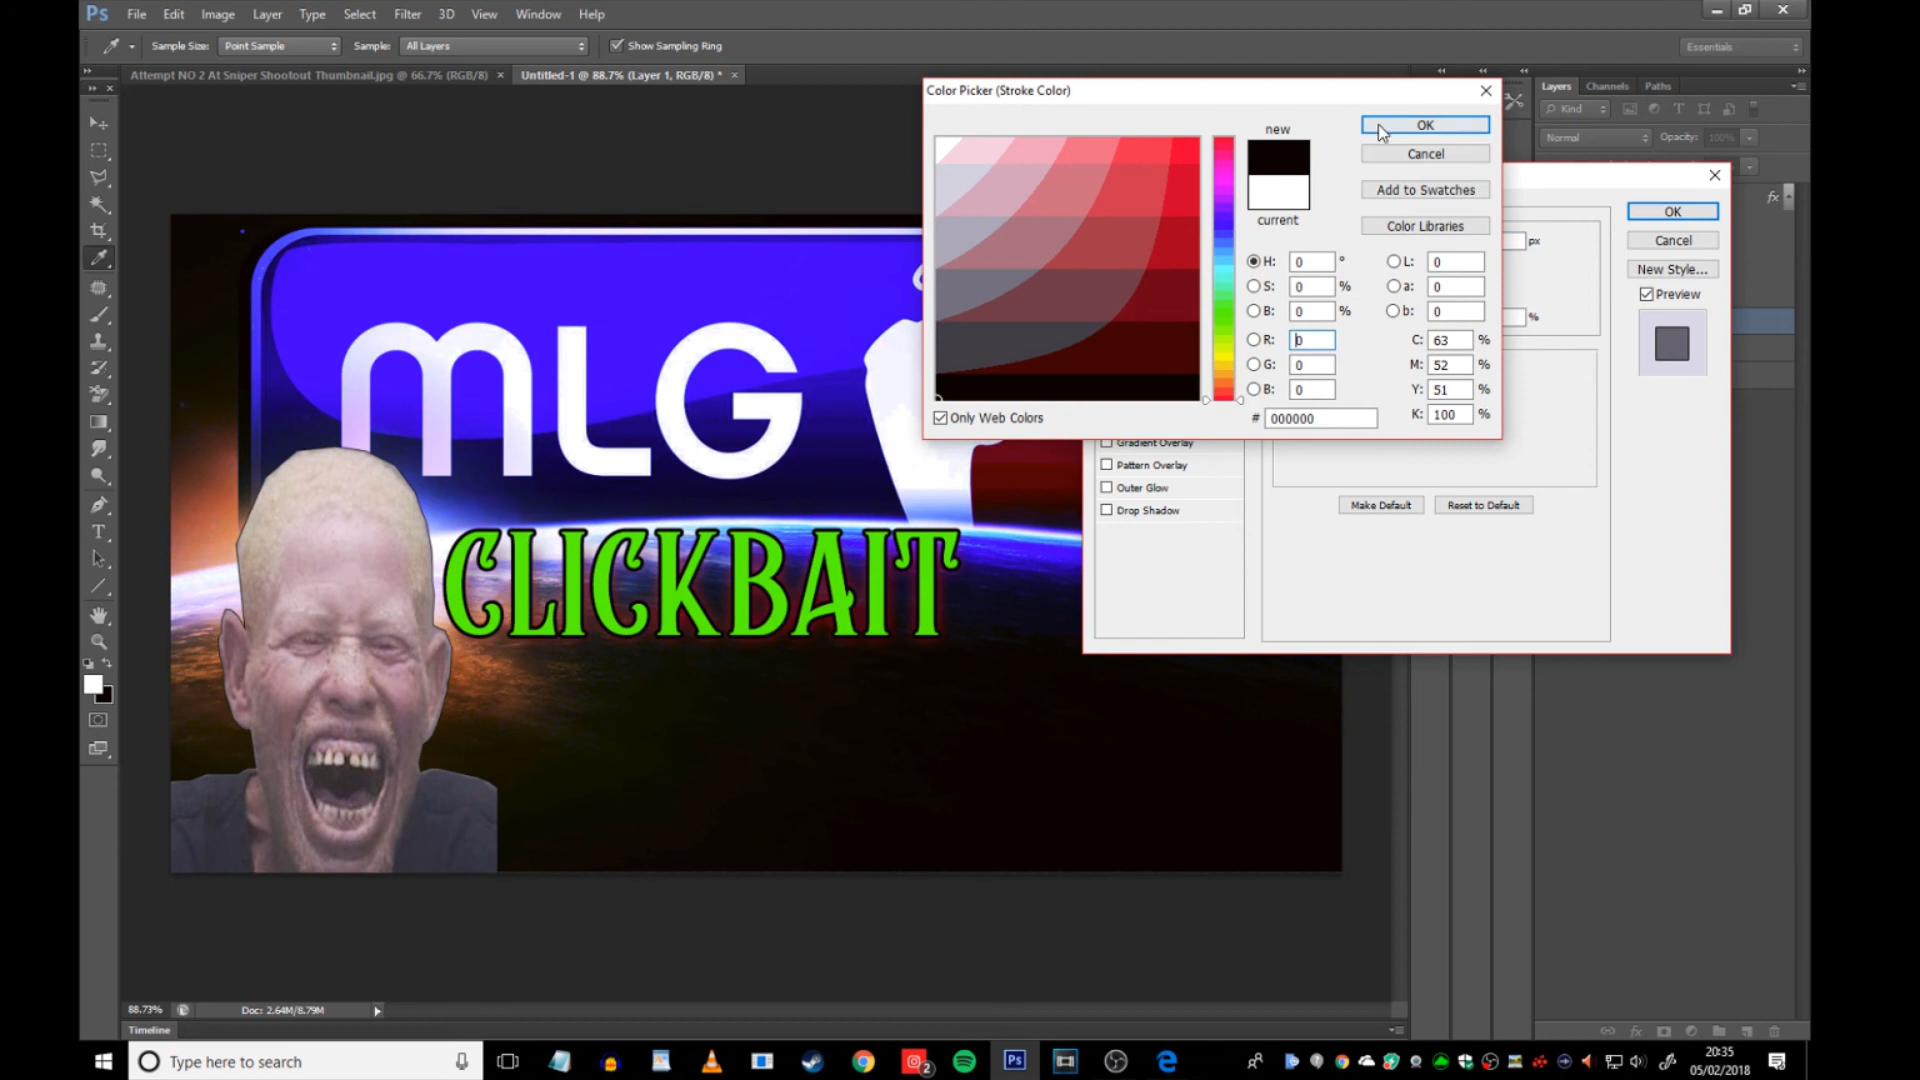 Ps File Edit Image Layer Type Select Filter 3D View Window Help
Sample Size: Point Sample Sample: All Layers Show Sampling Ring Essentials
Attempt NO 2 At Sniper Shootout Thumbnail.jpg @ 66.7% (RGB/8) × Untitled-1 @ 88.7% (Layer 1, RGB/8) * ×
Layers Channels Paths
Kind
Normal Opacity: 100%
Color Picker (Stroke Color)
new
current
OK
Cancel
Add to Swatches
Color Libraries
H: 0 ° L: 0
S: 0 % a: 0
B: 0 % b: 0
R: 0 C: 63 %
G: 0 M: 52 %
B: 0 Y: 51 %
# 000000 K: 100 %
Only Web Colors
px
%
OK
Cancel
New Style...
Preview
fx
Gradient Overlay
Pattern Overlay
Outer Glow
Drop Shadow
Make Default Reset to Default
MLG
CLICKBAIT
T
88.73% Doc: 2.64M/8.79M
Timeline
fx
Type here to search
2
Ps
20:35
05/02/2018